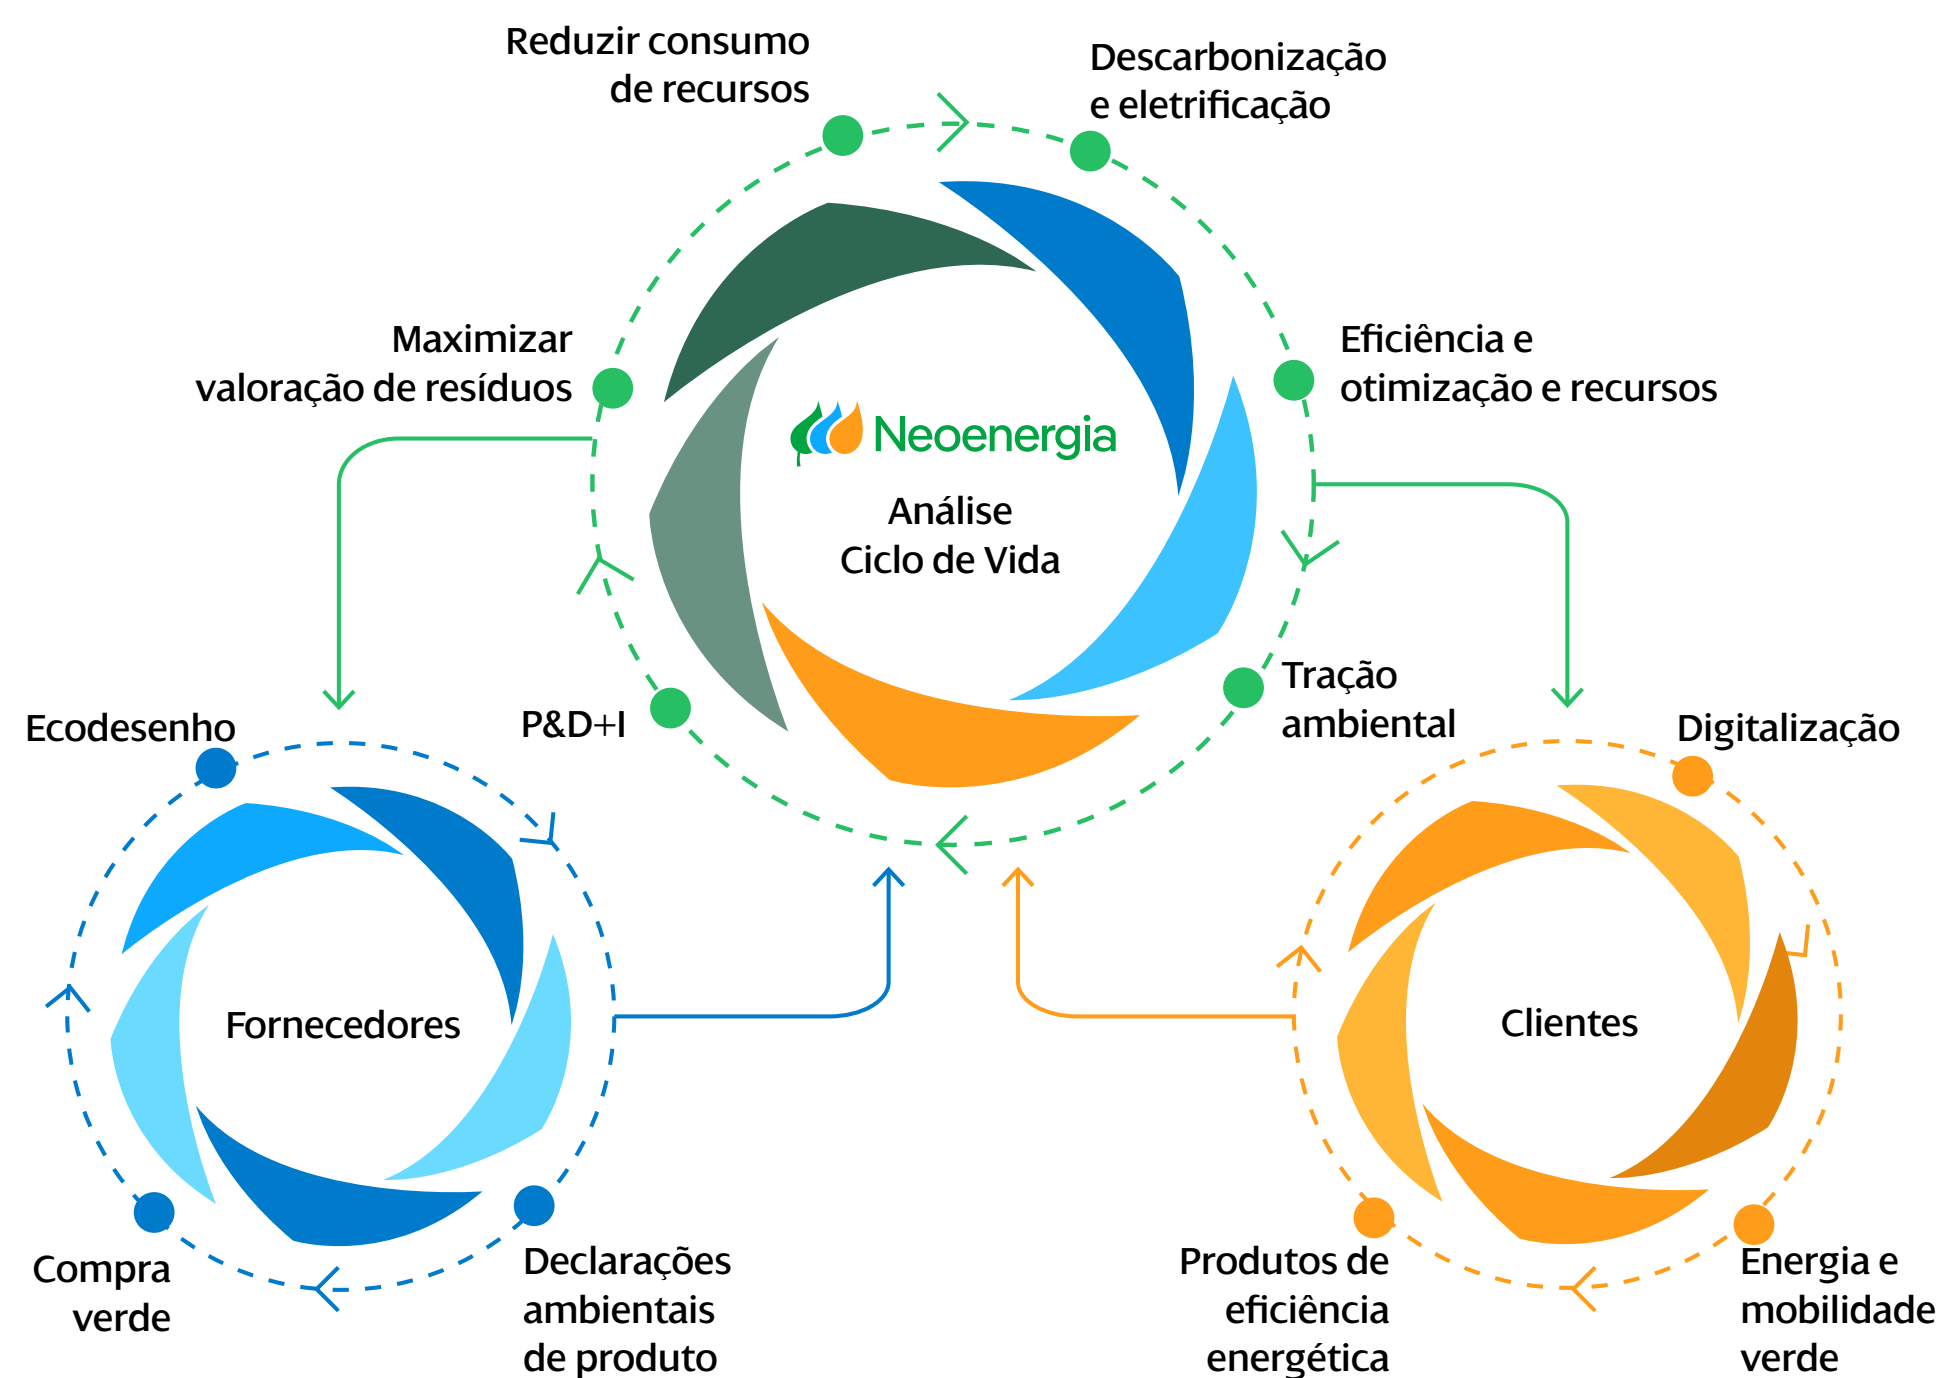 Reduzir consumo
de recursos
Descarbonização
e eletrificação
Maximizar
valoração de resíduos
Eficiência e
otimização e recursos
Neoenergia
Análise
Ciclo de Vida
P&D+I
Tração
ambiental
Ecodesenho
Fornecedores
Compra
verde
Declarações
ambientais
de produto
Digitalização
Clientes
Produtos de
eficiência
energética
Energia e
mobilidade
verde